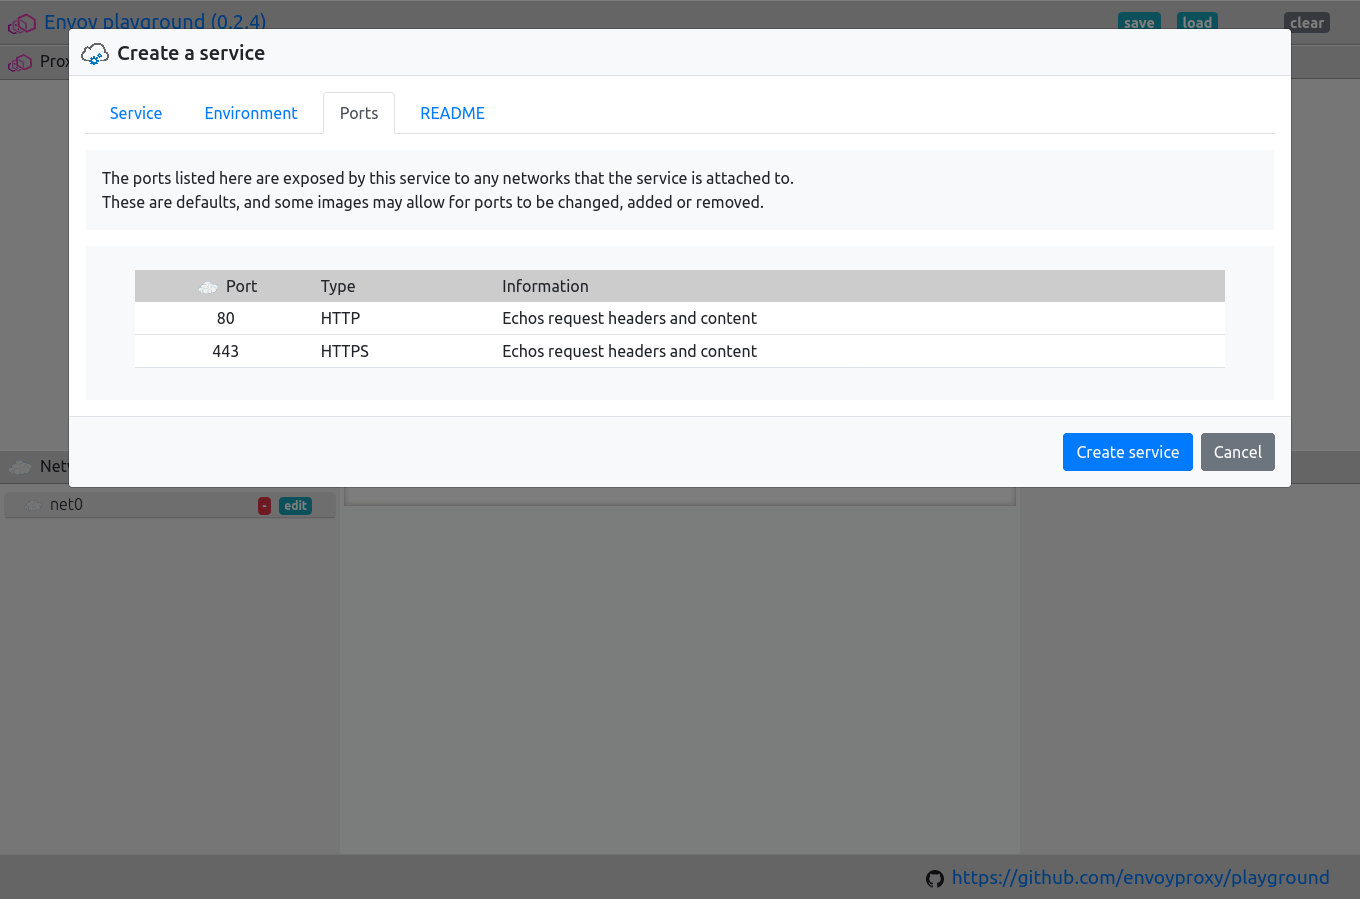 Envoy playground (0.2.4)
save load clear
Create a service
Service Environment Ports README
The ports listed here are exposed by this service to any networks that the service is attached to.
These are defaults, and some images may allow for ports to be changed, added or removed.
Port Type Information
80 HTTP Echos request headers and content
443 HTTPS Echos request headers and content
Create service Cancel
net0 - edit
https://github.com/envoyproxy/playground